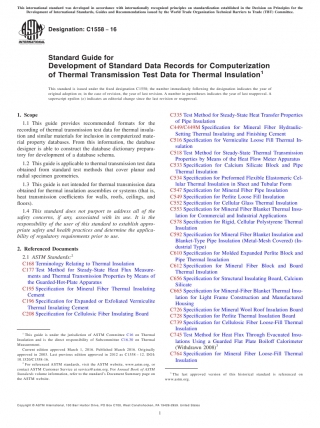 This international standard was developed in accordance with internationally recognized principles on standardization established in the Decision on Principles for the
Development of International Standards, Guides and Recommendations issued by the World Trade Organization Technical Barriers to Trade (TBT) Committee.
Designation: C1558 − 16
Standard Guide for
Development of Standard Data Records for Computerization
of Thermal Transmission Test Data for Thermal Insulation1
This standard is issued under the fixed designation C1558; the number immediately following the designation indicates the year of
original adoption or, in the case of revision, the year of last revision. A number in parentheses indicates the year of last reapproval. A
superscript epsilon (ε) indicates an editorial change since the last revision or reapproval.
1. Scope
1.1 This guide provides recommended formats for the
recording of thermal transmission test data for thermal insula-
tion and similar materials for inclusion in computerized mate-
rial property databases. From this information, the database
designer is able to construct the database dictionary prepara-
tory for development of a database schema.
1.2 This guide is applicable to thermal transmission test data
obtained from standard test methods that cover planar and
radial specimen geometries.
1.3 This guide is not intended for thermal transmission data
obtained for thermal insulation assemblies or systems (that is,
heat transmission coefficients for walls, roofs, ceilings, and
floors).
1.4 This standard does not purport to address all of the
safety concerns, if any, associated with its use. It is the
responsibility of the user of this standard to establish appro-
priate safety and health practices and determine the applica-
bility of regulatory requirements prior to use.
2. Referenced Documents
2.1 ASTM Standards:2
C168 Terminology Relating to Thermal Insulation
C177 Test Method for Steady-State Heat Flux Measure-
ments and Thermal Transmission Properties by Means of
the Guarded-Hot-Plate Apparatus
C195 Specification for Mineral Fiber Thermal Insulating
Cement
C196 Specification for Expanded or Exfoliated Vermiculite
Thermal Insulating Cement
C208 Specification for Cellulosic Fiber Insulating Board
1 This guide is under the jurisdiction of ASTM Committee C16 on Thermal
Insulation and is the direct responsibility of Subcommittee C16.30 on Thermal
Measurement.
Current edition approved March 1, 2016. Published March 2016. Originally
approved in 2003. Last previous edition approved in 2012 as C1558 – 12. DOI:
10.1520/C1558-16.
2 For referenced ASTM standards, visit the ASTM website, www.astm.org, or
contact ASTM Customer Service at service@astm.org. For Annual Book of ASTM
Standards volume information, refer to the standard's Document Summary page on
the ASTM website.
C335 Test Method for Steady-State Heat Transfer Properties
of Pipe Insulation
C449/C449M Specification for Mineral Fiber Hydraulic-
Setting Thermal Insulating and Finishing Cement
C516 Specification for Vermiculite Loose Fill Thermal In-
sulation
C518 Test Method for Steady-State Thermal Transmission
Properties by Means of the Heat Flow Meter Apparatus
C533 Specification for Calcium Silicate Block and Pipe
Thermal Insulation
C534 Specification for Preformed Flexible Elastomeric Cel-
lular Thermal Insulation in Sheet and Tubular Form
C547 Specification for Mineral Fiber Pipe Insulation
C549 Specification for Perlite Loose Fill Insulation
C552 Specification for Cellular Glass Thermal Insulation
C553 Specification for Mineral Fiber Blanket Thermal Insu-
lation for Commercial and Industrial Applications
C578 Specification for Rigid, Cellular Polystyrene Thermal
Insulation
C592 Specification for Mineral Fiber Blanket Insulation and
Blanket-Type Pipe Insulation (Metal-Mesh Covered) (In-
dustrial Type)
C610 Specification for Molded Expanded Perlite Block and
Pipe Thermal Insulation
C612 Specification for Mineral Fiber Block and Board
Thermal Insulation
C656 Specification for Structural Insulating Board, Calcium
Silicate
C665 Specification for Mineral-Fiber Blanket Thermal Insu-
lation for Light Frame Construction and Manufactured
Housing
C726 Specification for Mineral Wool Roof Insulation Board
C728 Specification for Perlite Thermal Insulation Board
C739 Specification for Cellulosic Fiber Loose-Fill Thermal
Insulation
C745 Test Method for Heat Flux Through Evacuated Insu-
lations Using a Guarded Flat Plate Boiloff Calorimeter
(Withdrawn 2000)3
C764 Specification for Mineral Fiber Loose-Fill Thermal
Insulation
3 The last approved version of this historical standard is referenced on
www.astm.org.
Copyright © ASTM International, 100 Barr Harbor Drive, PO Box C700, West Conshohocken, PA 19428-2959. United States
1